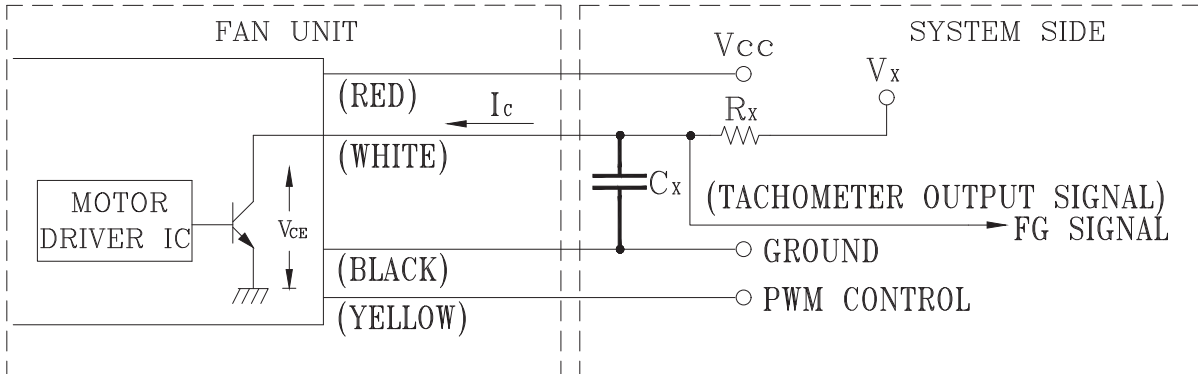 FAN UNIT
SYSTEM SIDE
Vcc
Vx
(RED)
Ic
Rx
(WHITE)
Cx
(TACHOMETER OUTPUT SIGNAL)
FG SIGNAL
MOTOR
DRIVER IC
VCE
GROUND
(BLACK)
PWM CONTROL
(YELLOW)